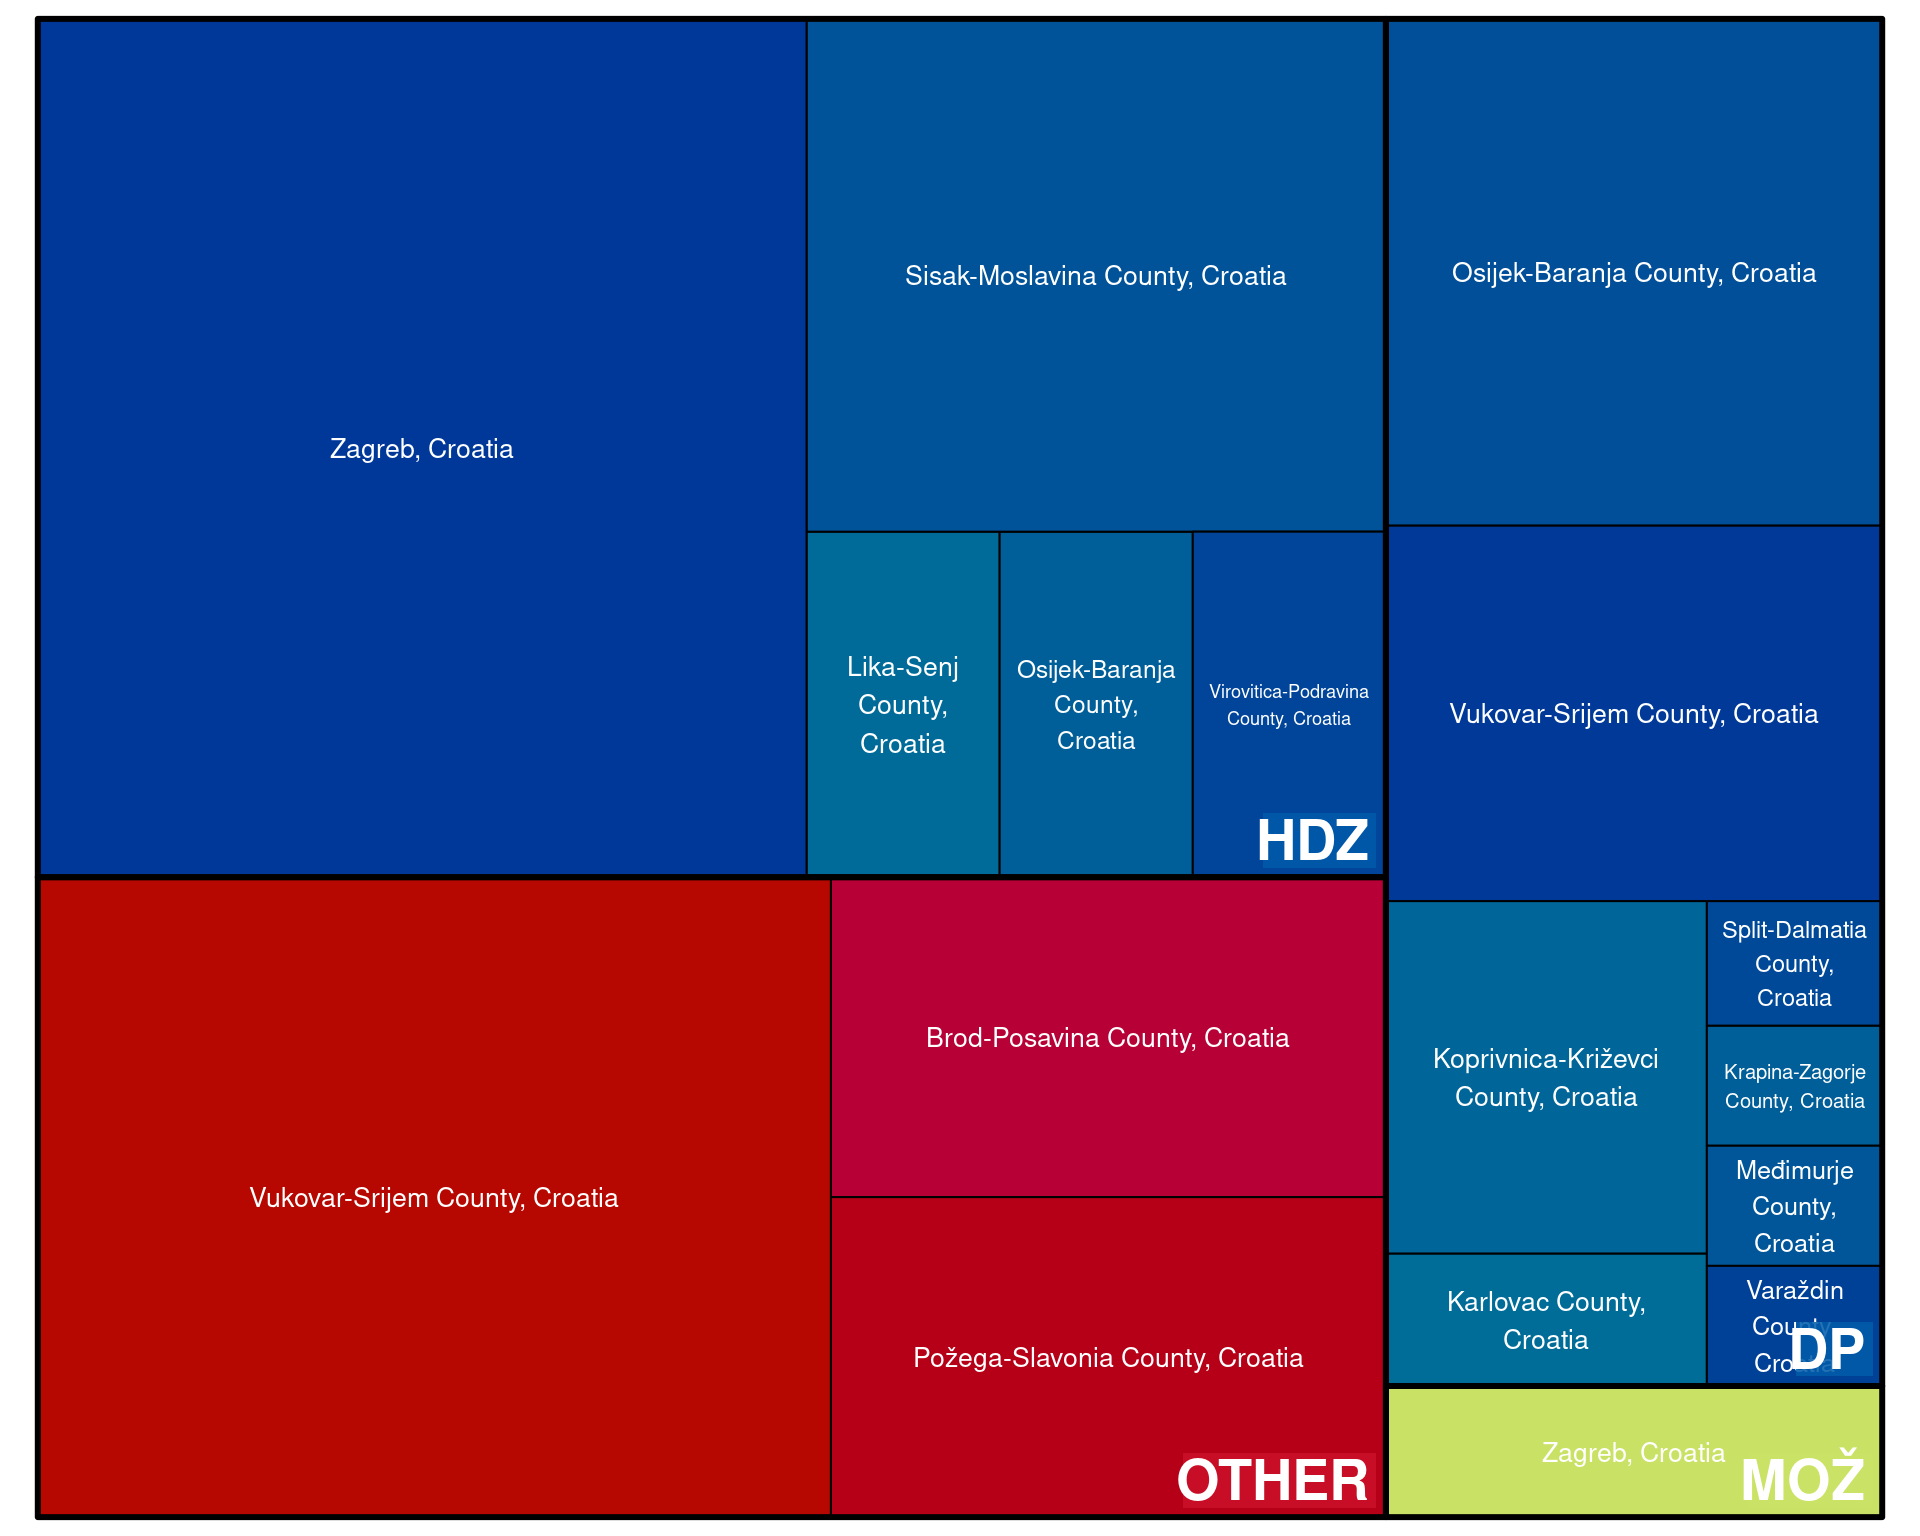 Zagreb, Croatia
Sisak-Moslavina County, Croatia
Lika-Senj
County,
Croatia
Osijek-Baranja
County,
Croatia
Virovitica-Podravina
County, Croatia
HDZ
Osijek-Baranja County, Croatia
Vukovar-Srijem County, Croatia
Koprivnica-Križevci
County, Croatia
Karlovac County,
Croatia
Split-Dalmatia
County,
Croatia
Krapina-Zagorje
County, Croatia
Međimurje
County,
Croatia
Varaždin
County,
Croatia
DP
Vukovar-Srijem County, Croatia
Brod-Posavina County, Croatia
Požega-Slavonia County, Croatia
OTHER
Zagreb, Croatia
MOŽ